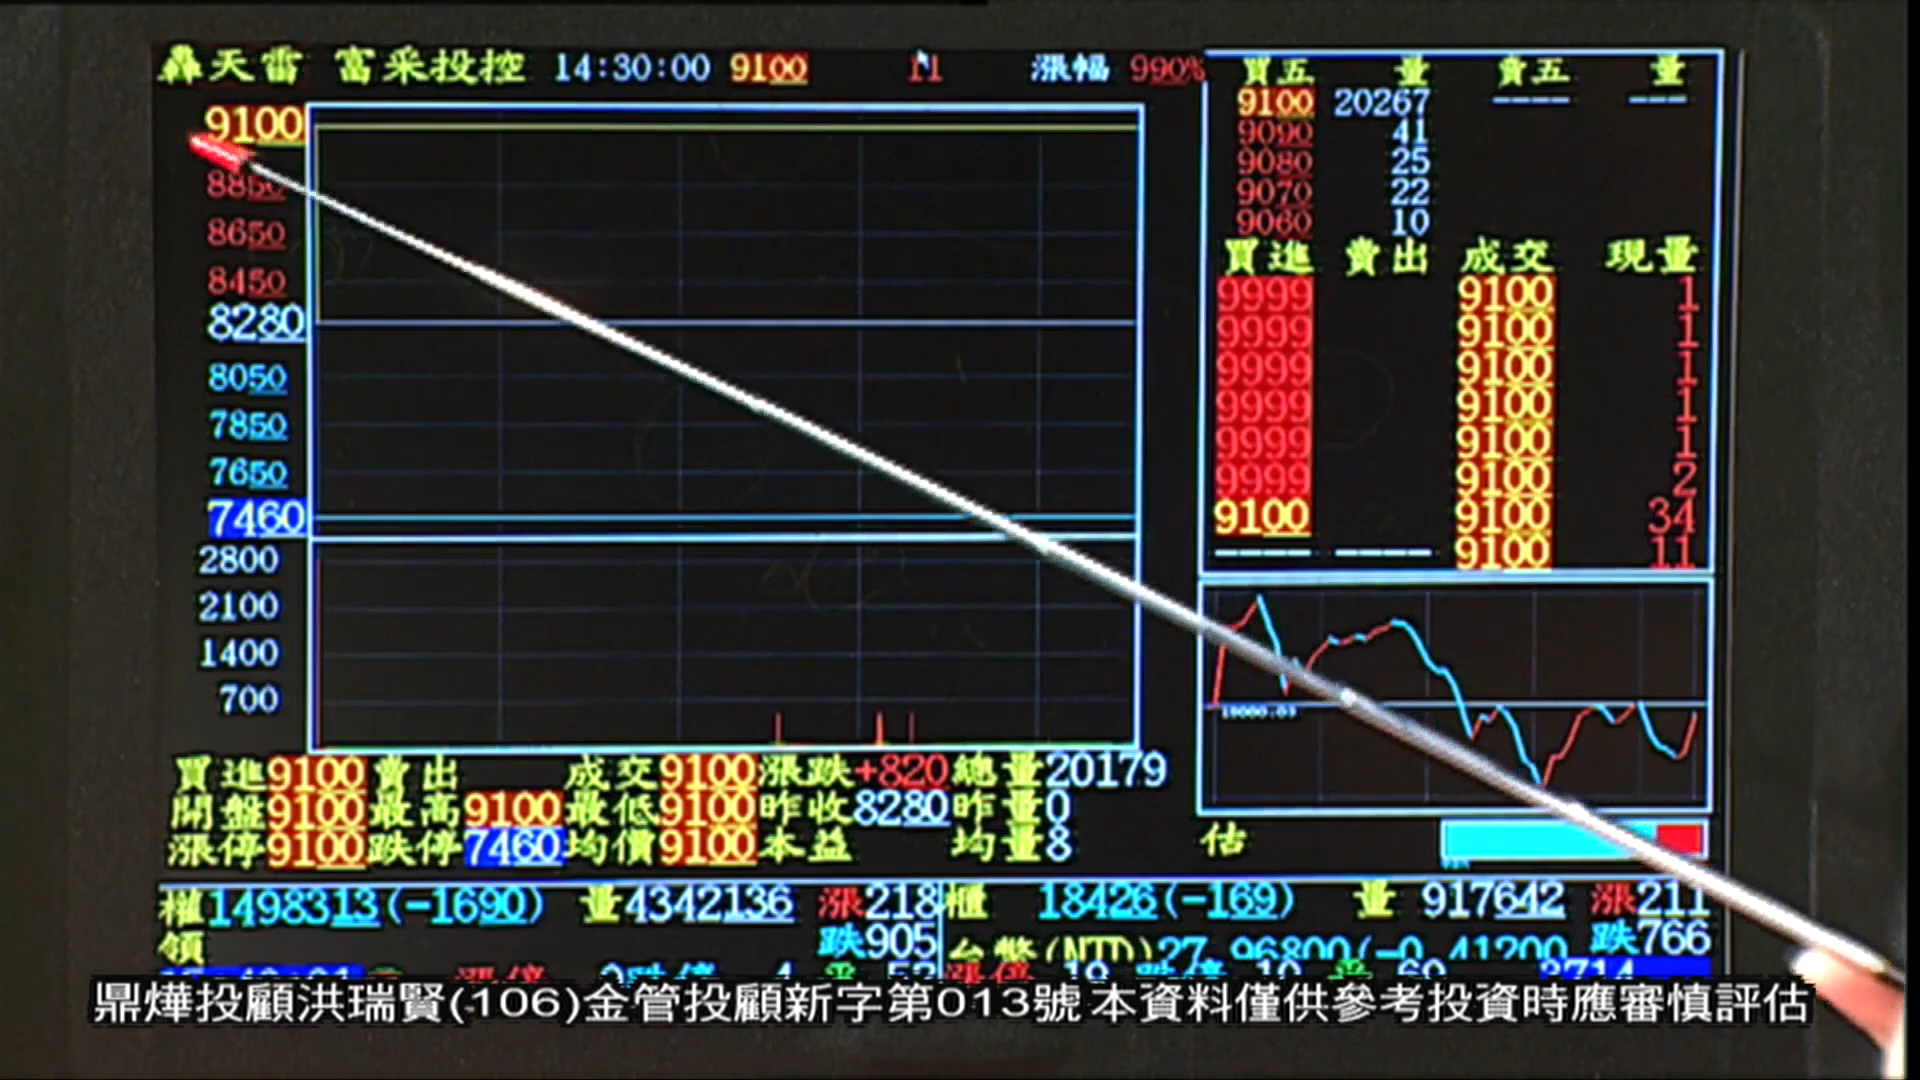 轟天雷 富采投控 14:30:00 9100 11 漲幅 990%
買五 量 賣五 量
9100 20267 ---- ---
9090 41
9080 25
9070 22
9060 10
買進 賣出 成交 現量
9999 9100 1
9999 9100 1
9999 9100 1
9999 9100 1
9999 9100 1
9999 9100 2
9100 9100 34
---- ---- 9100 11
9100
8850
8650
8450
8280
8050
7850
7650
7460
2800
2100
1400
700
買進9100 賣出 成交9100 漲跌+820 總量20179
開盤9100 最高9100 最低9100 昨收8280 昨量0
漲停9100 跌停7460 均價9100 本益 均量8 估
權1498313(-1690) 量4342136 漲218 櫃 18426(-169) 量 917642 漲211
領 跌905 台幣(NTD)27.96800(-0.41200 跌766
鼎燁投顧洪瑞賢(106)金管投顧新字第013號 本資料僅供參考投資時應審慎評估